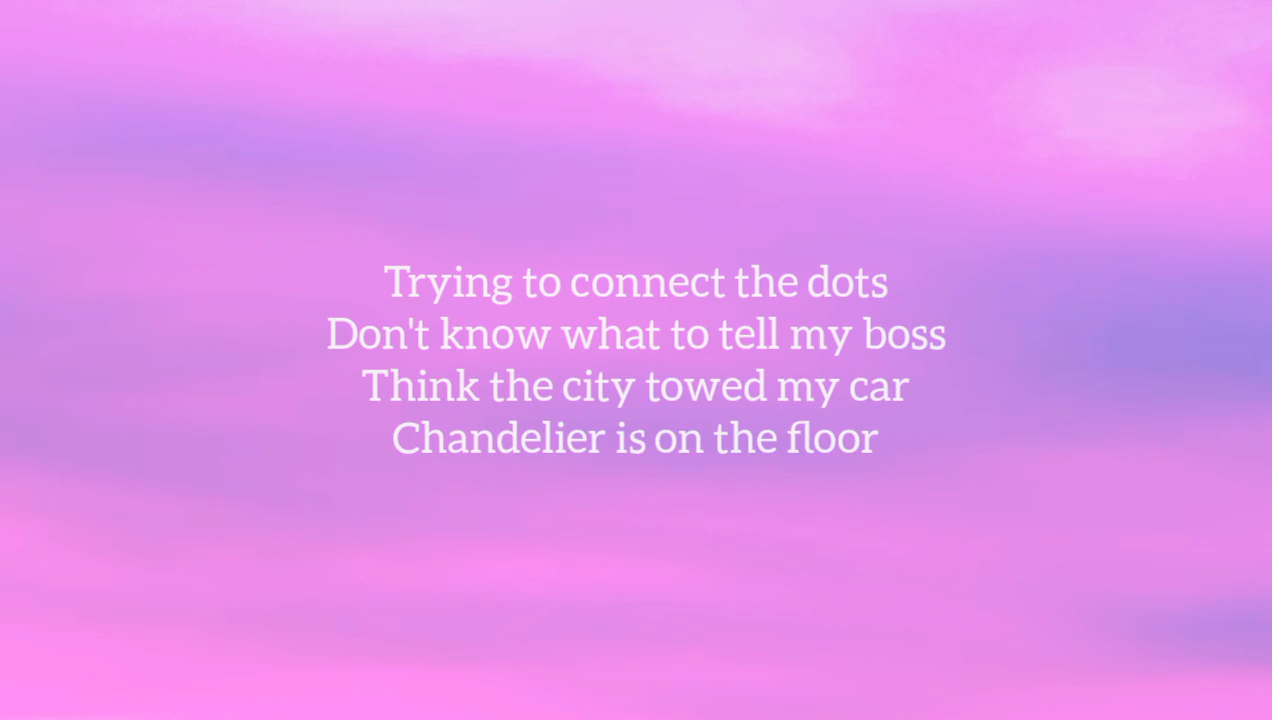 Trying to connect the dots
Don't know what to tell my boss
Think the city towed my car
Chandelier is on the floor